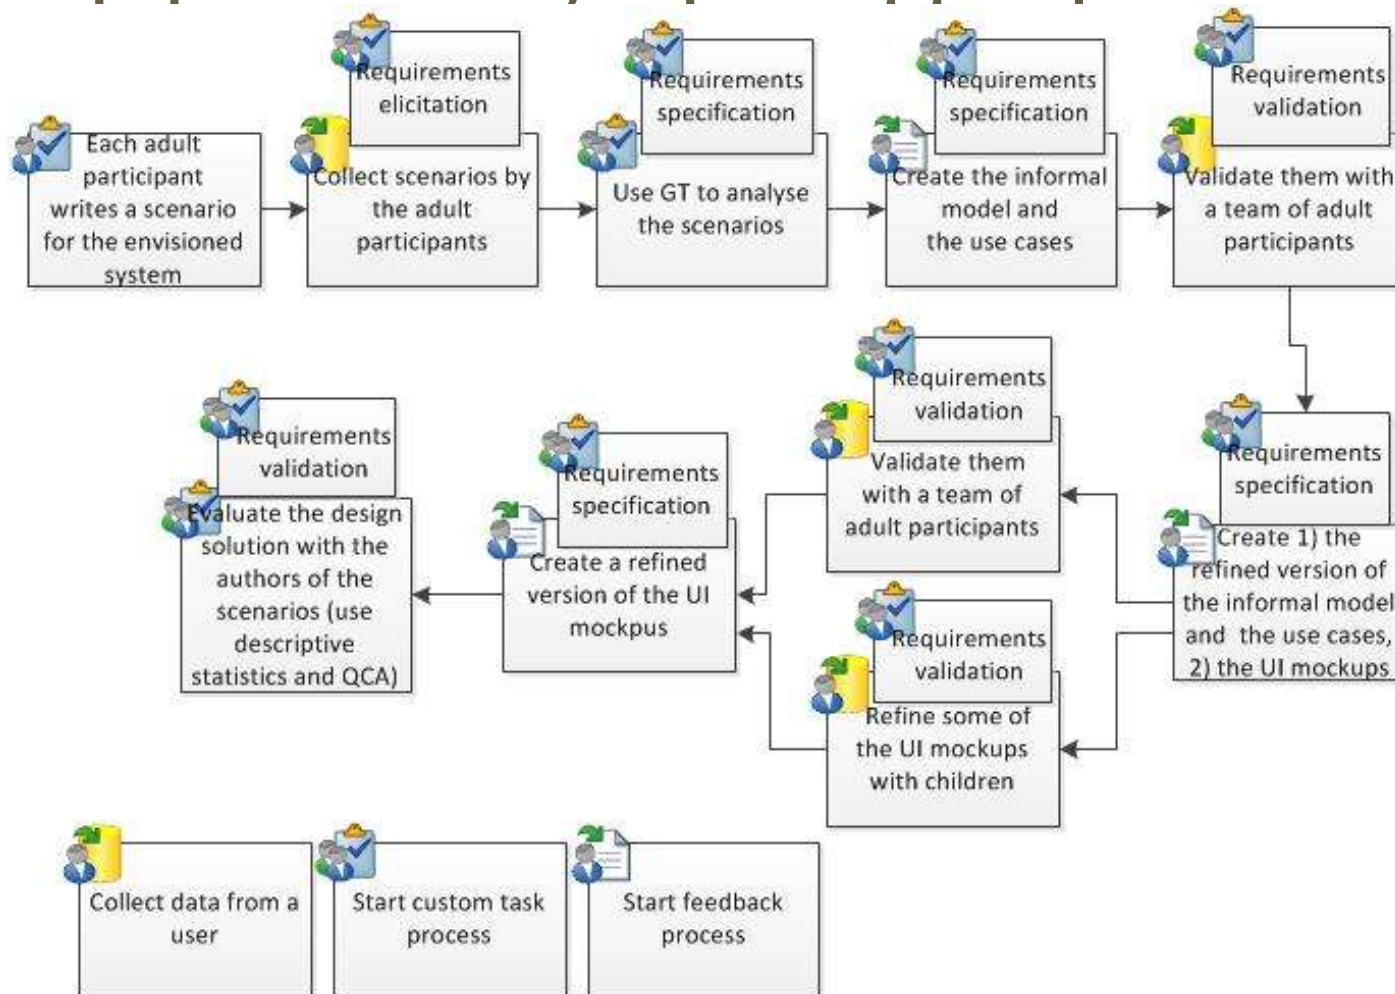 Requirements
elicitation
Requirements
specification
Requirements
specification
Requirements
validation
Each adult
participant
writes a scenario
for the envisioned
system
Collect scenarios by
the adult
participants
Use GT to analyse
the scenarios
Create the informal
model and
the use cases
Validate them with
a team of adult
participants
Requirements
specification
Create 1) the
refined version of
the informal model
and the use cases,
2) the UI mockups
Requirements
validation
Validate them
with a team of
adult participants
Requirements
validation
Refine some of
the UI mockups
with children
Requirements
specification
Create a refined
version of the UI
mockpus
Requirements
validation
Evaluate the design
solution with the
authors of the
scenarios (use
descriptive
statistics and QCA)
Collect data from a
user
Start custom task
process
Start feedback
process